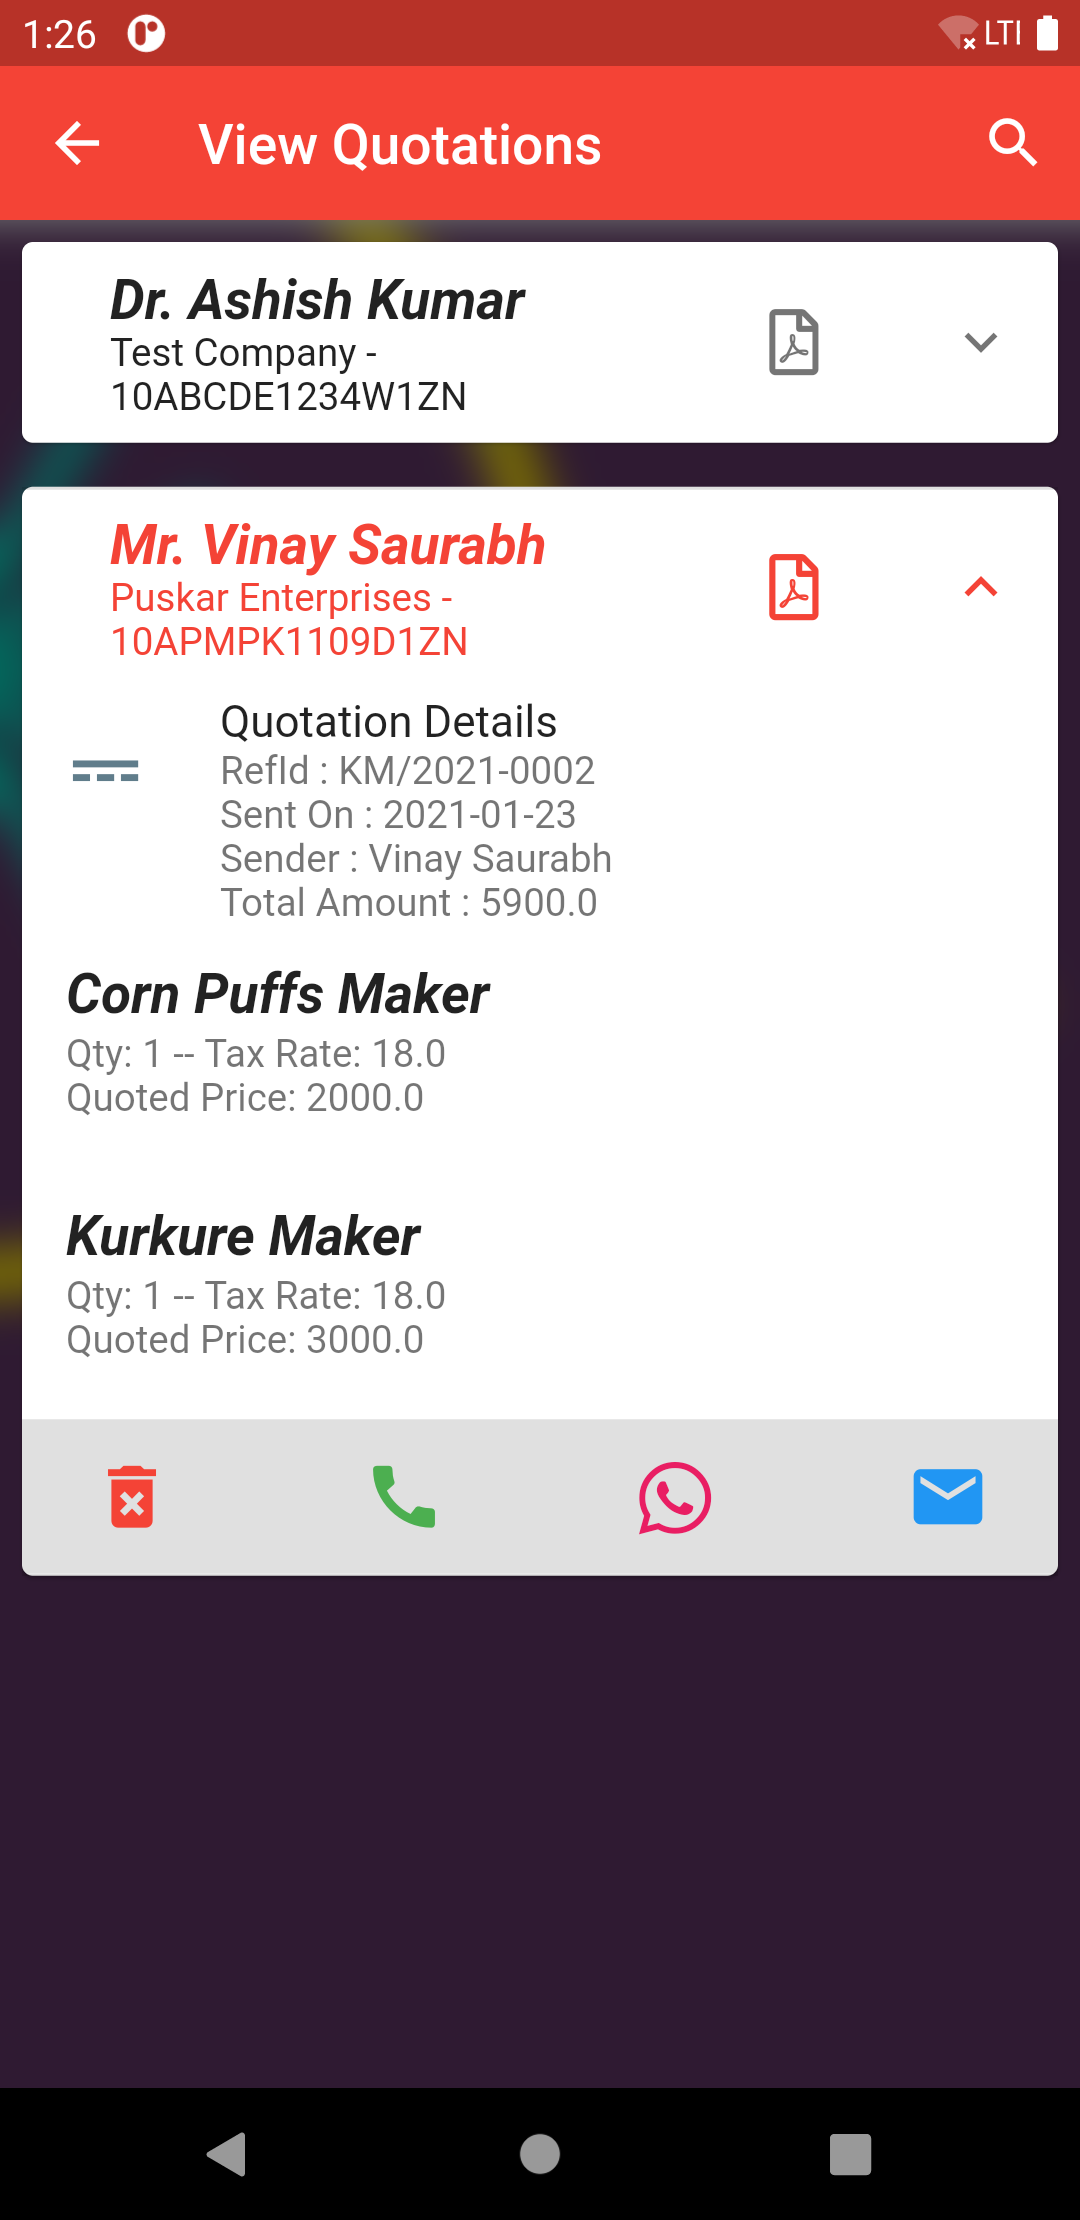 1:26
LTE
View Quotations
Dr. Ashish Kumar
Test Company -
10ABCDE1234W1ZN
Mr. Vinay Saurabh
Puskar Enterprises -
10APMPK1109D1ZN
Quotation Details
RefId : KM/2021-0002
Sent On : 2021-01-23
Sender : Vinay Saurabh
Total Amount : 5900.0
Corn Puffs Maker
Qty: 1 -- Tax Rate: 18.0
Quoted Price: 2000.0
Kurkure Maker
Qty: 1 -- Tax Rate: 18.0
Quoted Price: 3000.0